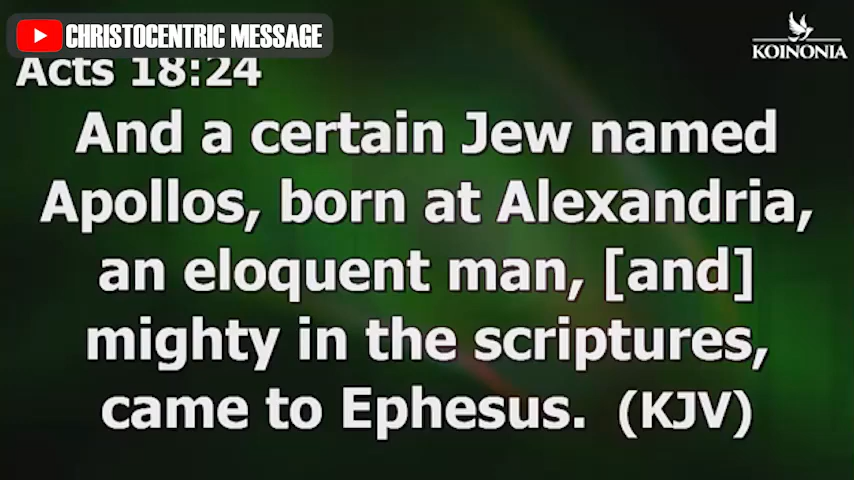 CHRISTOCENTRIC MESSAGE
KOINONIA
Acts 18:24
And a certain Jew named
Apollos, born at Alexandria,
an eloquent man, [and]
mighty in the scriptures,
came to Ephesus. (KJV)